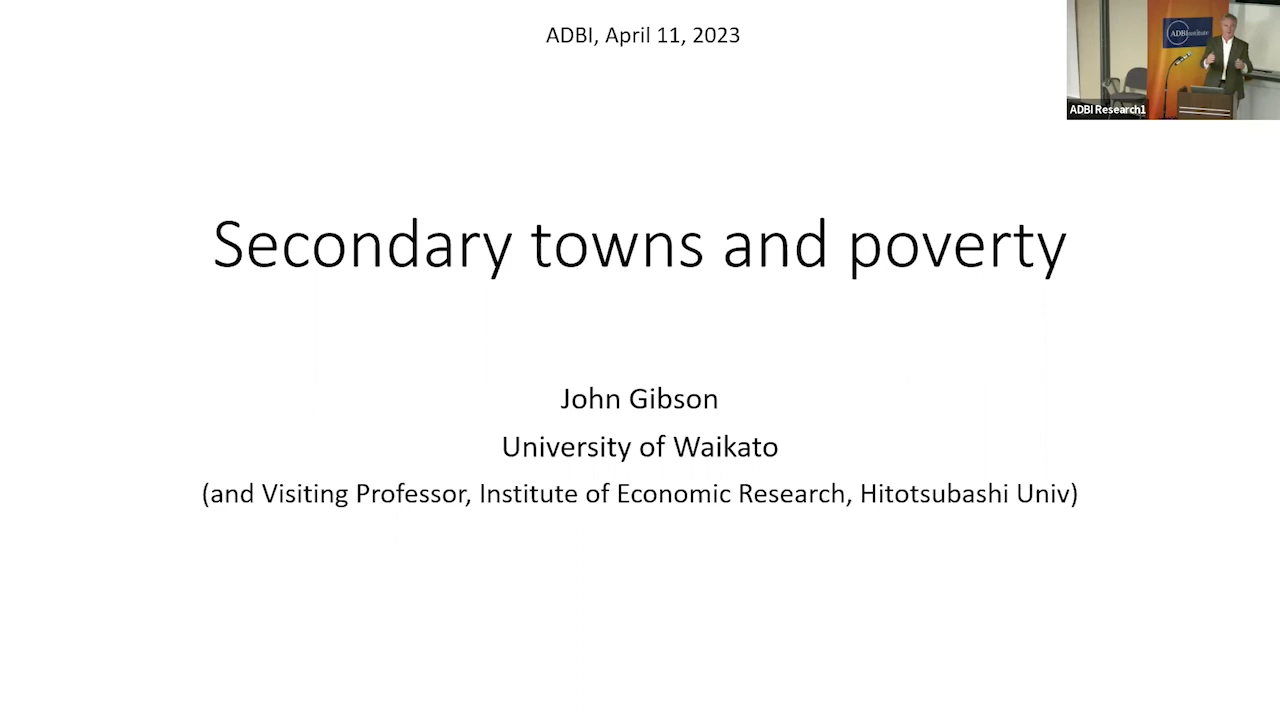 ADBI, April 11, 2023
ADBInstitute
ADBI Research1
Secondary towns and poverty
John Gibson
University of Waikato
(and Visiting Professor, Institute of Economic Research, Hitotsubashi Univ)